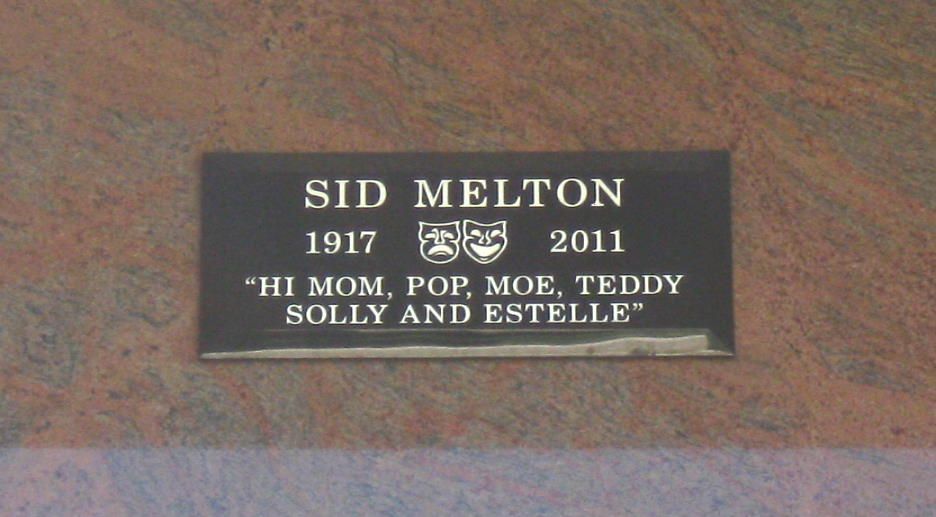 SID MELTON
1917 2011
“HI MOM, POP, MOE, TEDDY
SOLLY AND ESTELLE”